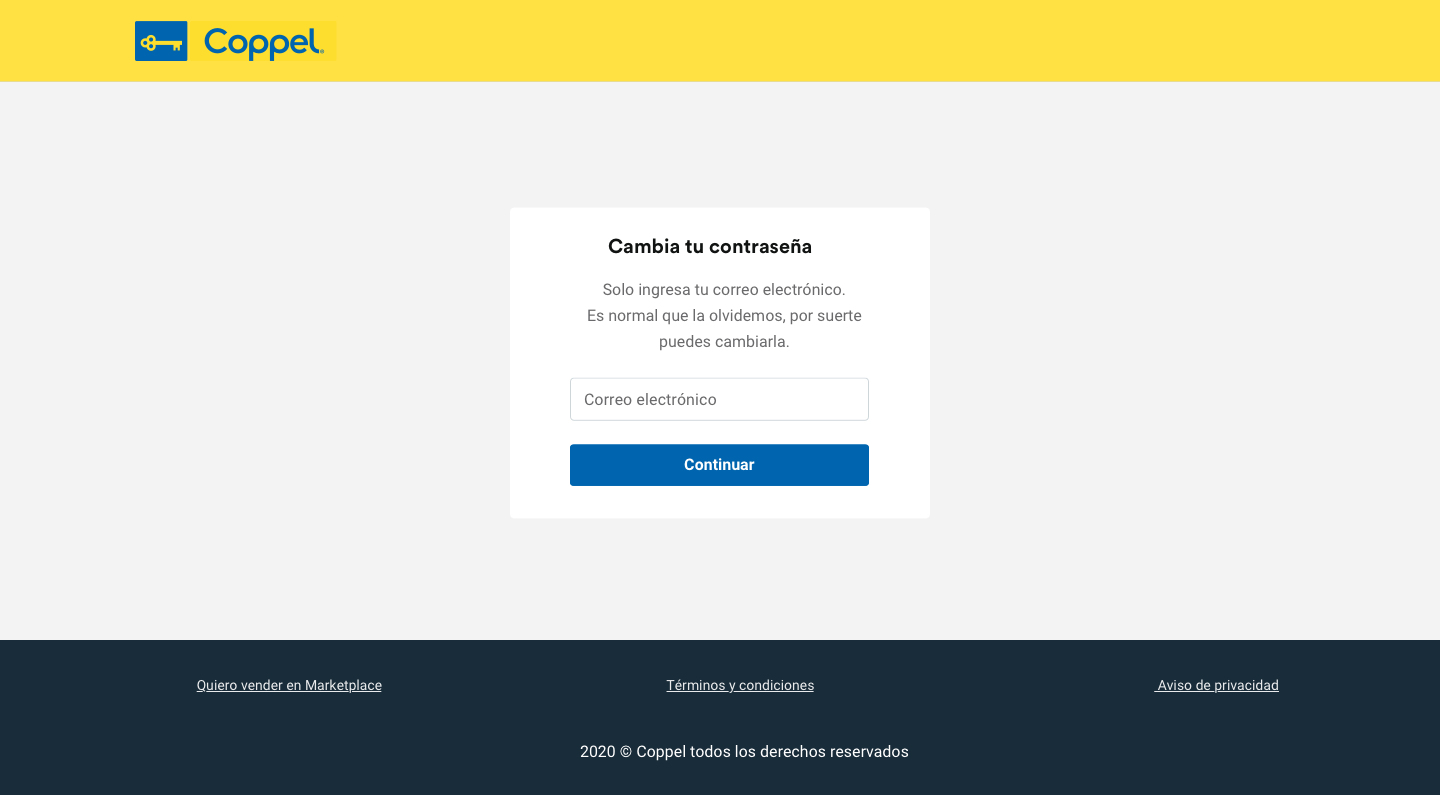 Coppel®
Cambia tu contraseña
Solo ingresa tu correo electrónico.
Es normal que la olvidemos, por suerte
puedes cambiarla.
Correo electrónico
Continuar
Quiero vender en Marketplace
Términos y condiciones
Aviso de privacidad
2020 © Coppel todos los derechos reservados